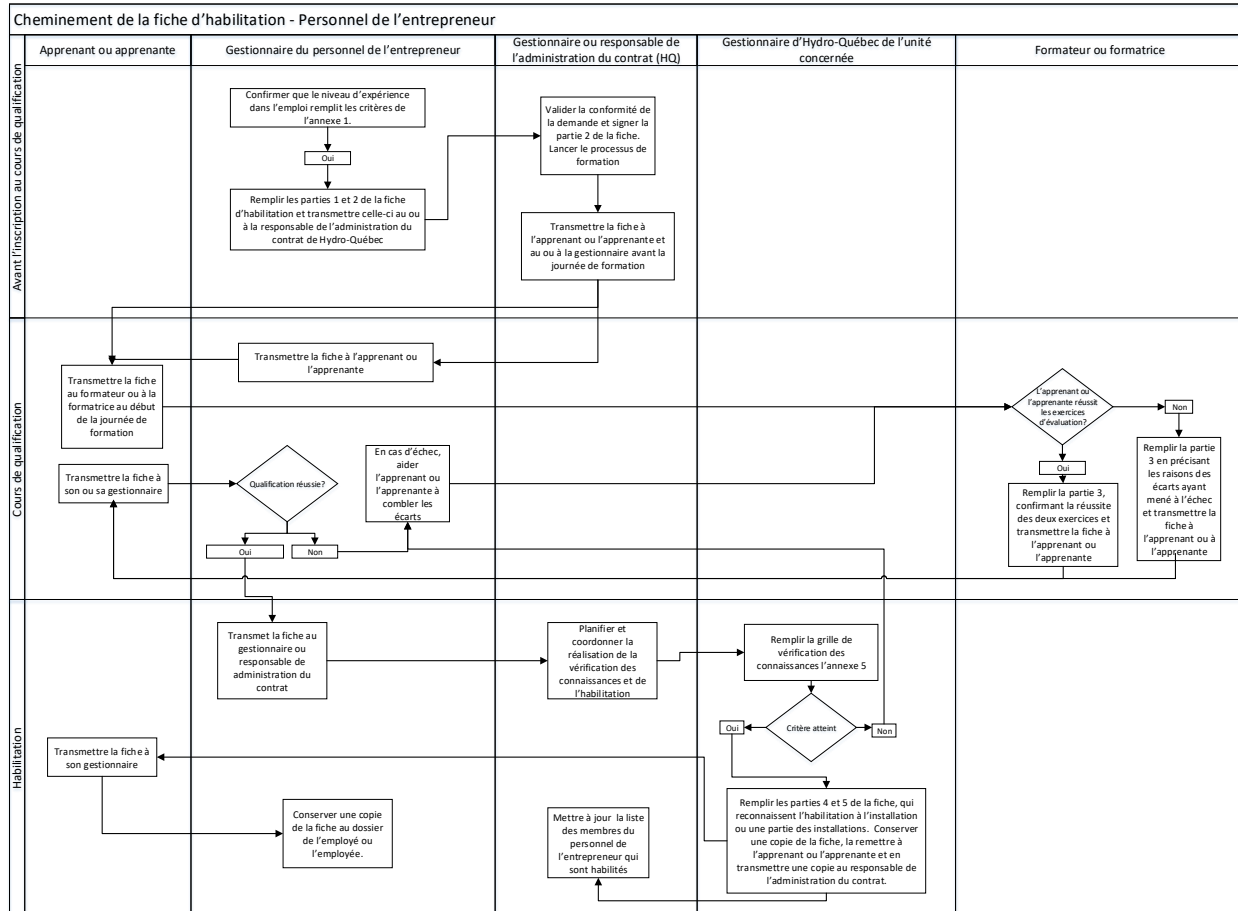 Cheminement de la fiche d’habilitation - Personnel de l’entrepreneur
Apprenant ou apprenante
Gestionnaire du personnel de l’entrepreneur
Gestionnaire ou responsable de
l’administration du contrat (HQ)
Gestionnaire d’Hydro-Québec de l’unité
concernée
Formateur ou formatrice
Avant l’inscription au cours de qualification
Confirmer que le niveau d’expérience
dans l’emploi remplit les critères de
l’annexe 1.
Oui
Remplir les parties 1 et 2 de la fiche
d’habilitation et transmettre celle-ci au ou
à la responsable de l’administration du
contrat de Hydro-Québec
Valider la conformité de
la demande et signer la
partie 2 de la fiche.
Lancer le processus de
formation
Transmettre la fiche à
l’apprenant ou l’apprenante et
au ou à la gestionnaire avant la
journée de formation
Cours de qualification
Transmettre la fiche à l’apprenant ou
l’apprenante
Transmettre la fiche
au formateur ou à la
formatrice au début
de la journée de
formation
L’apprenant ou
l’apprenante réussit
les exercices
d’évaluation?
Non
Oui
Remplir la partie
3 en précisant
les raisons des
écarts ayant
mené à l’échec
et transmettre la
fiche à
l’apprenant ou à
l’apprenante
Remplir la partie 3,
confirmant la réussite
des deux exercices et
transmettre la fiche à
l’apprenant ou
l’apprenante
Transmettre la fiche à
son ou sa gestionnaire
Qualification réussie?
Oui
Non
En cas d’échec,
aider
l’apprenant ou
l’apprenante à
combler les
écarts
Habilitation
Transmet la fiche au
gestionnaire ou
responsable de
administration du
contrat
Planifier et
coordonner la
réalisation de la
vérification des
connaissances et de
l’habilitation
Remplir la grille de
vérification des
connaissances l’annexe 5
Critère atteint
Oui
Non
Transmettre la fiche à
son gestionnaire
Conserver une copie
de la fiche au dossier
de l’employé ou
l’employée.
Mettre à jour la liste
des membres du
personnel de
l’entrepreneur qui
sont habilités
Remplir les parties 4 et 5 de la fiche, qui
reconnaissent l’habilitation à l’installation
ou une partie des installations. Conserver
une copie de la fiche, la remettre à
l’apprenant ou l’apprenante et en
transmettre une copie au responsable de
l’administration du contrat.